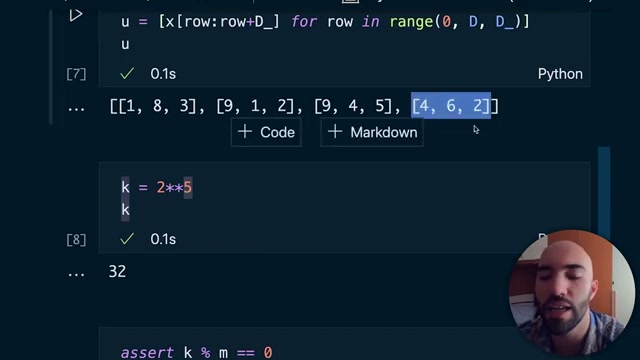 u = [x[row:row+D_] for row in range(0, D, D_)]
u
[7] ✓ 0.1s Python
... [[1, 8, 3], [9, 1, 2], [9, 4, 5], [4, 6, 2]]
+ Code + Markdown
k = 2**5
k
[8] ✓ 0.1s
... 32
assert k % m == 0